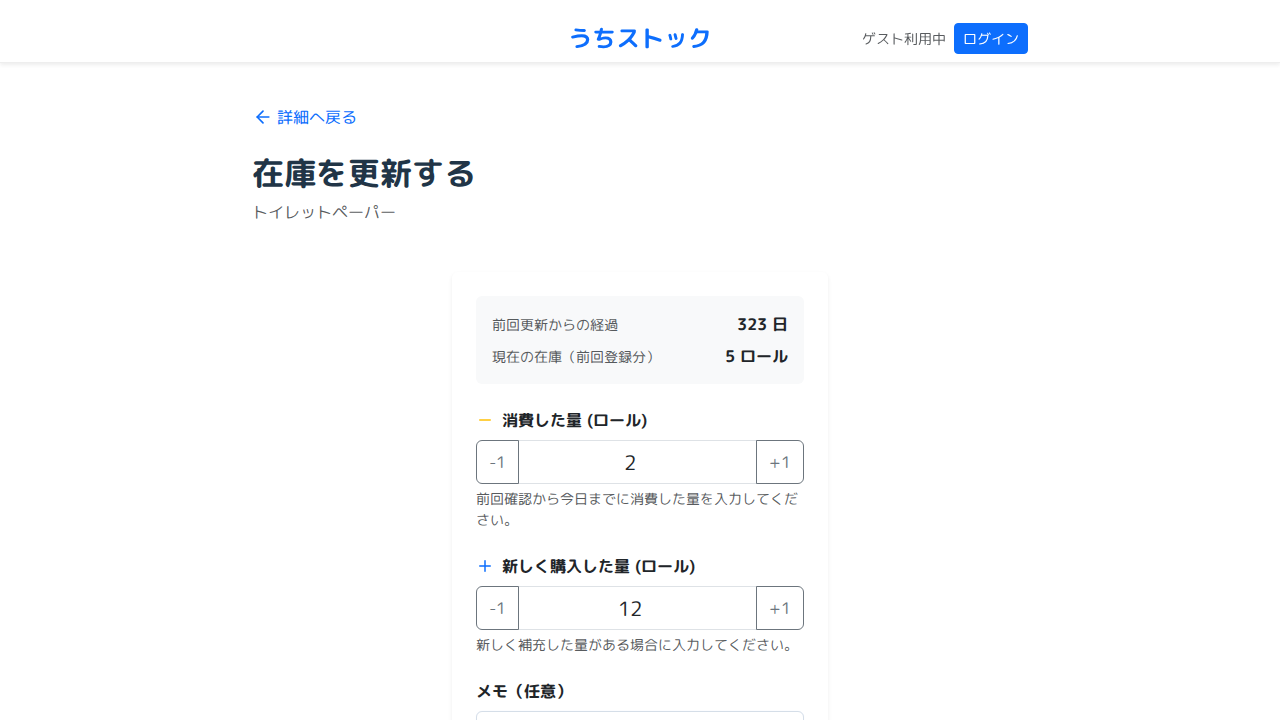 うちストック
ゲスト利用中
ログイン
詳細へ戻る
在庫を更新する
トイレットペーパー
前回更新からの経過 323 日
現在の在庫（前回登録分） 5 ロール
消費した量 (ロール)
-1 2 +1
前回確認から今日までに消費した量を入力してくだ
さい。
新しく購入した量 (ロール)
-1 12 +1
新しく補充した量がある場合に入力してください。
メモ（任意）